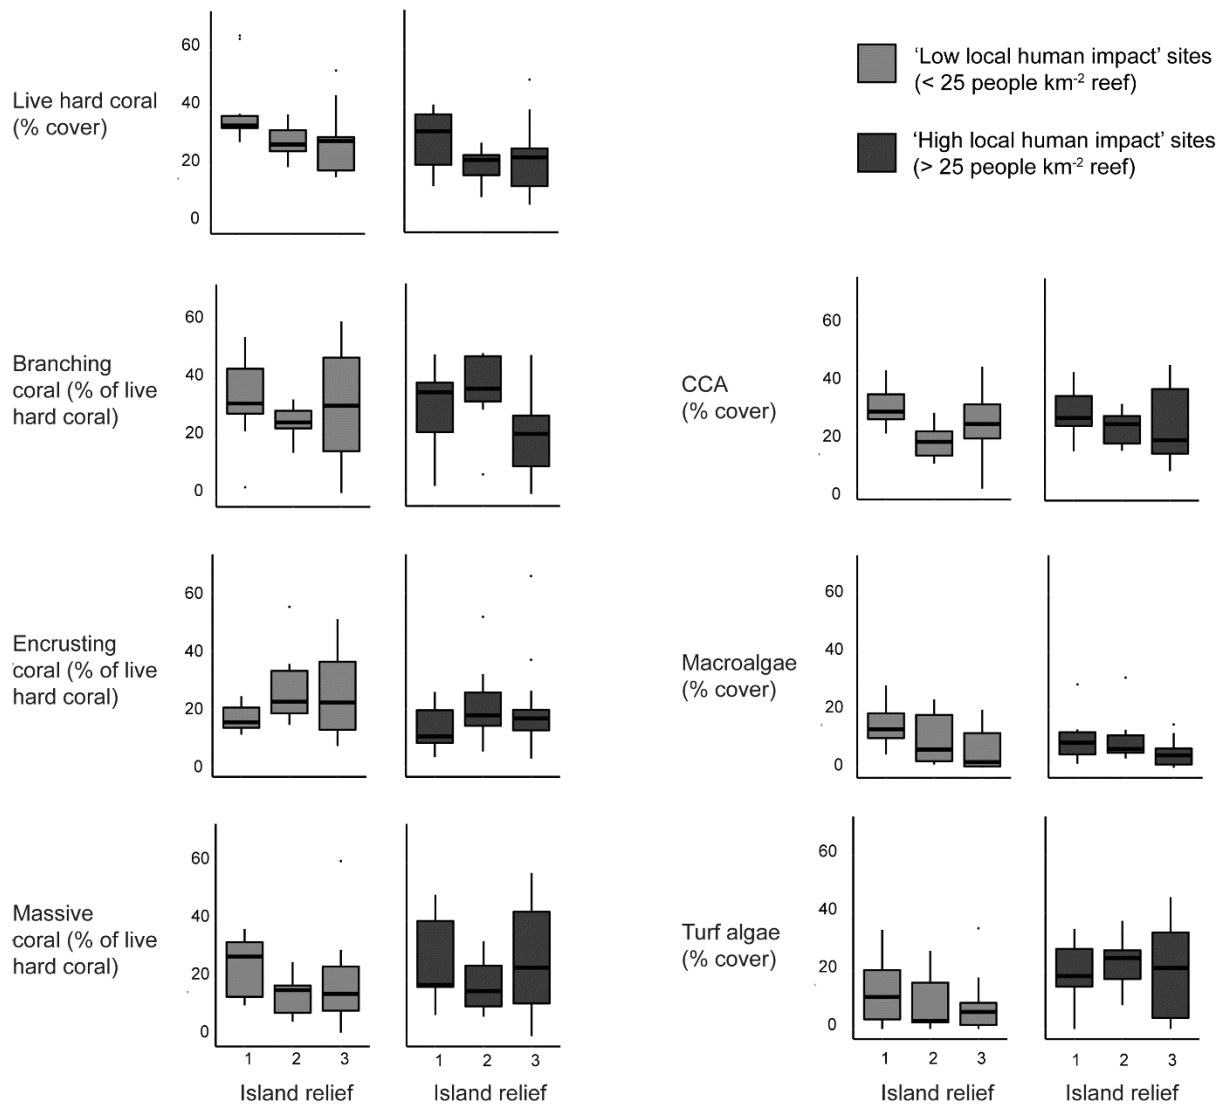 60
40
20
0
Live hard coral
(% cover)
‘Low local human impact’ sites
(< 25 people km-2 reef)
‘High local human impact’ sites
(> 25 people km-2 reef)
Branching
coral (% of live
hard coral)
60
40
20
0
CCA
(% cover)
60
40
20
0
Encrusting
coral (% of live
hard coral)
60
40
20
0
Macroalgae
(% cover)
60
40
20
0
Massive
coral (% of live
hard coral)
60
40
20
0
1 2 3
1 2 3
Island relief
Island relief
Turf algae
(% cover)
60
40
20
0
1 2 3
1 2 3
Island relief
Island relief